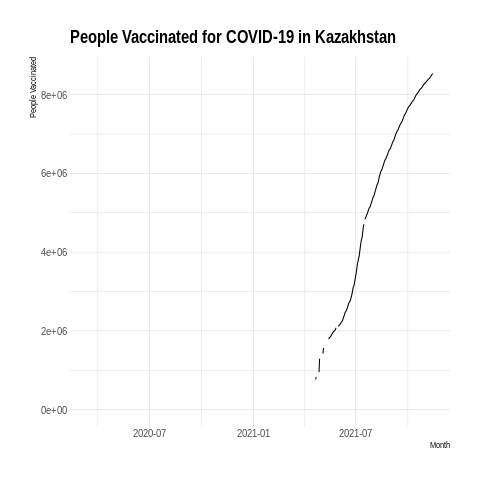 People Vaccinated for COVID-19 in Kazakhstan
People Vaccinated
8e+06
6e+06
4e+06
2e+06
0e+00
2020-07 2021-01 2021-07
Month